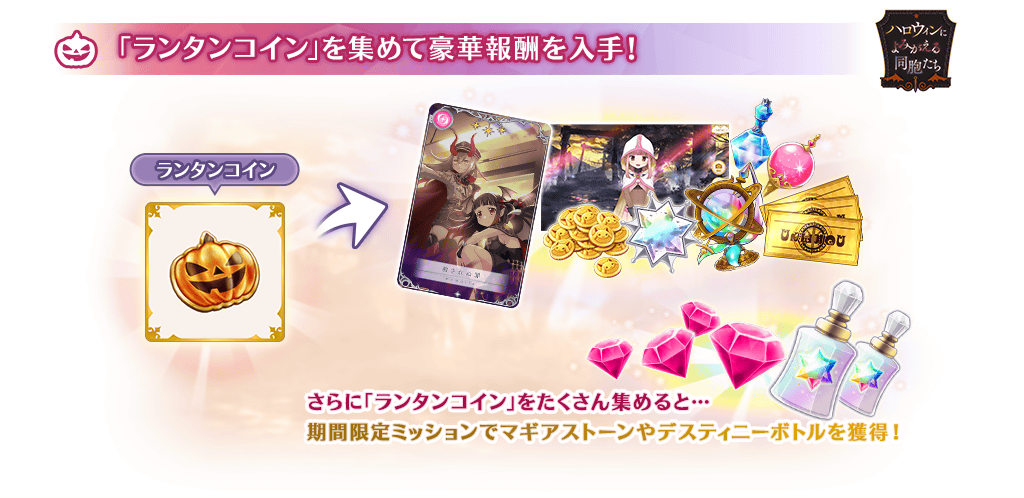 「ランタンコイン」を集めて豪華報酬を入手！
ハロウィンに
よみがえる
同胞たち
ランタンコイン
さらに「ランタンコイン」をたくさん集めると…
期間限定ミッションでマギアストーンやデスティニーボトルを獲得！